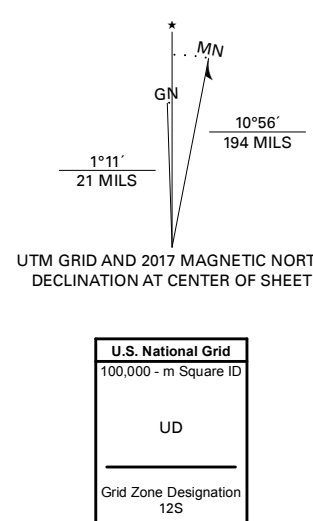 ★
MN
GN
10°56´
194 MILS
1°11´
21 MILS
UTM GRID AND 2017 MAGNETIC NORT
DECLINATION AT CENTER OF SHEET
U.S. National Grid
100,000 - m Square ID
UD
Grid Zone Designation
12S